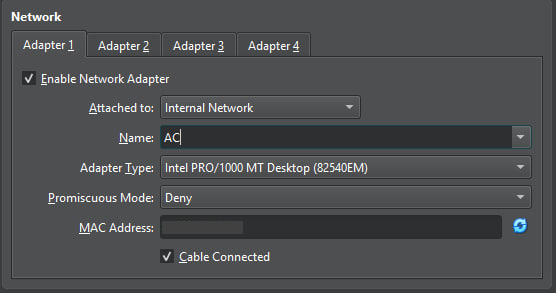 Network
Adapter 1 Adapter 2 Adapter 3 Adapter 4
Enable Network Adapter
Attached to: Internal Network
Name: AC
Adapter Type: Intel PRO/1000 MT Desktop (82540EM)
Promiscuous Mode: Deny
MAC Address:
Cable Connected